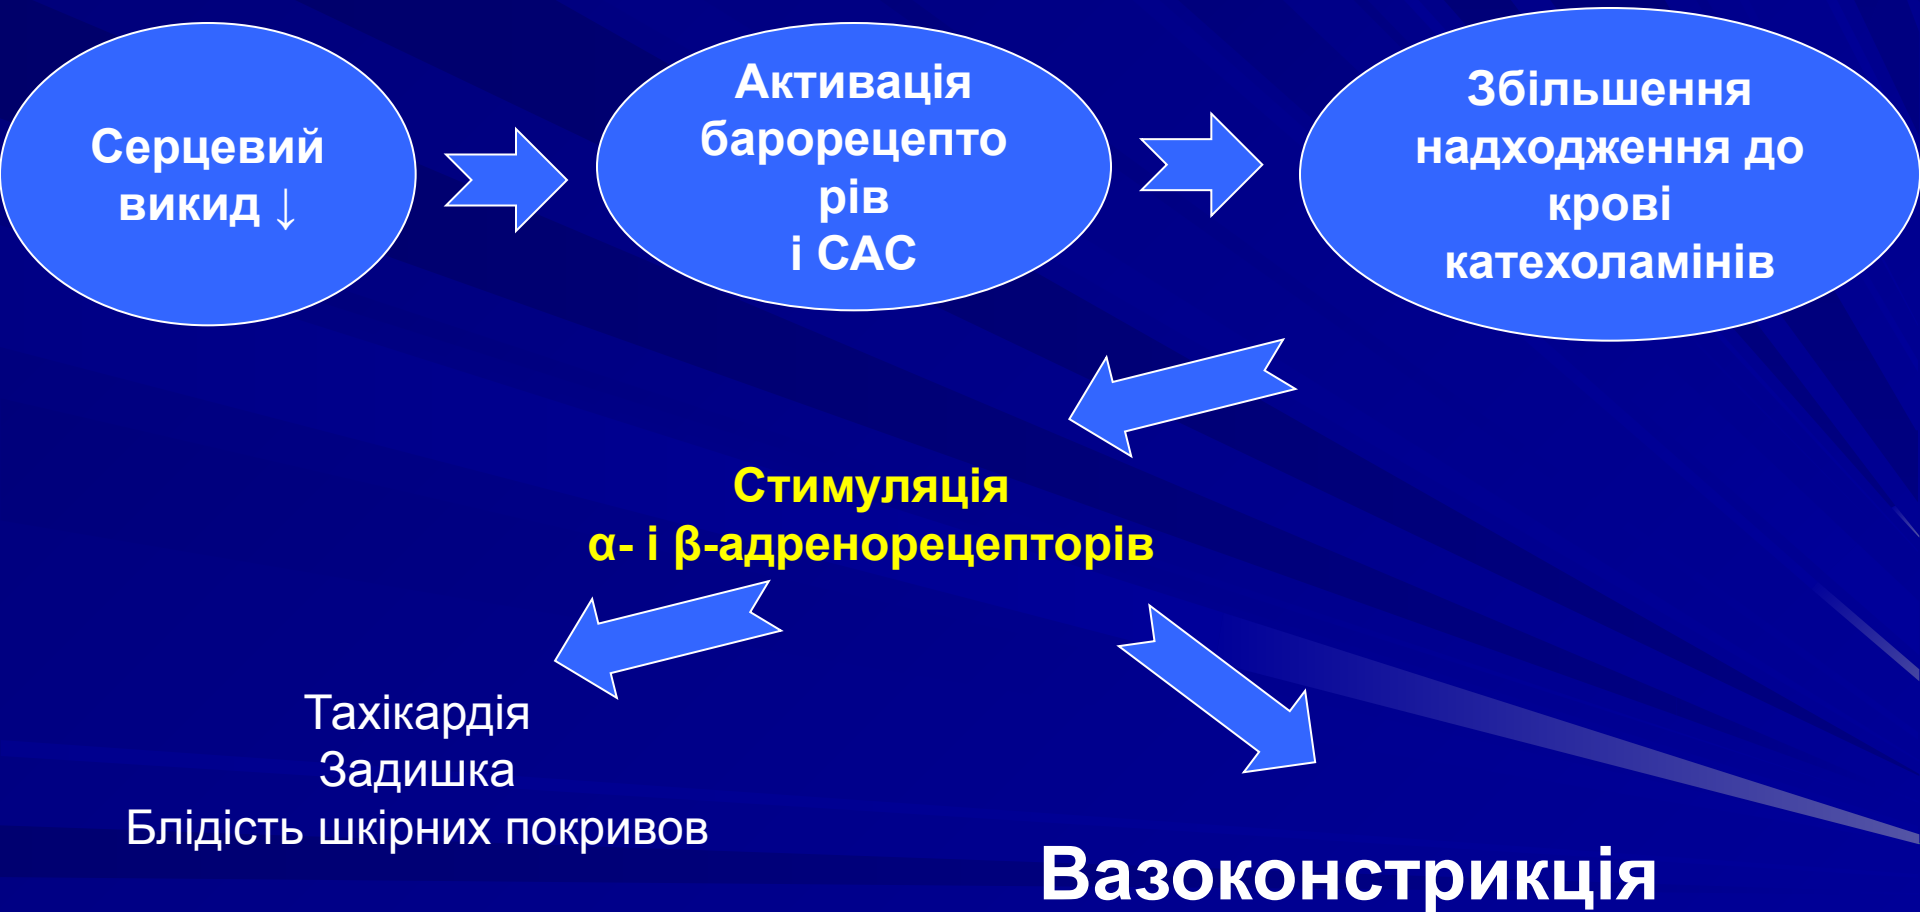 Серцевий
викид ↓
Активація
барорецепто
рів
і САС
Збільшення
надходження до
крові
катехоламінів
Стимуляція
α- і β-адренорецепторів
Тахікардія
Задишка
Блідість шкірних покривов
Вазоконстрикція